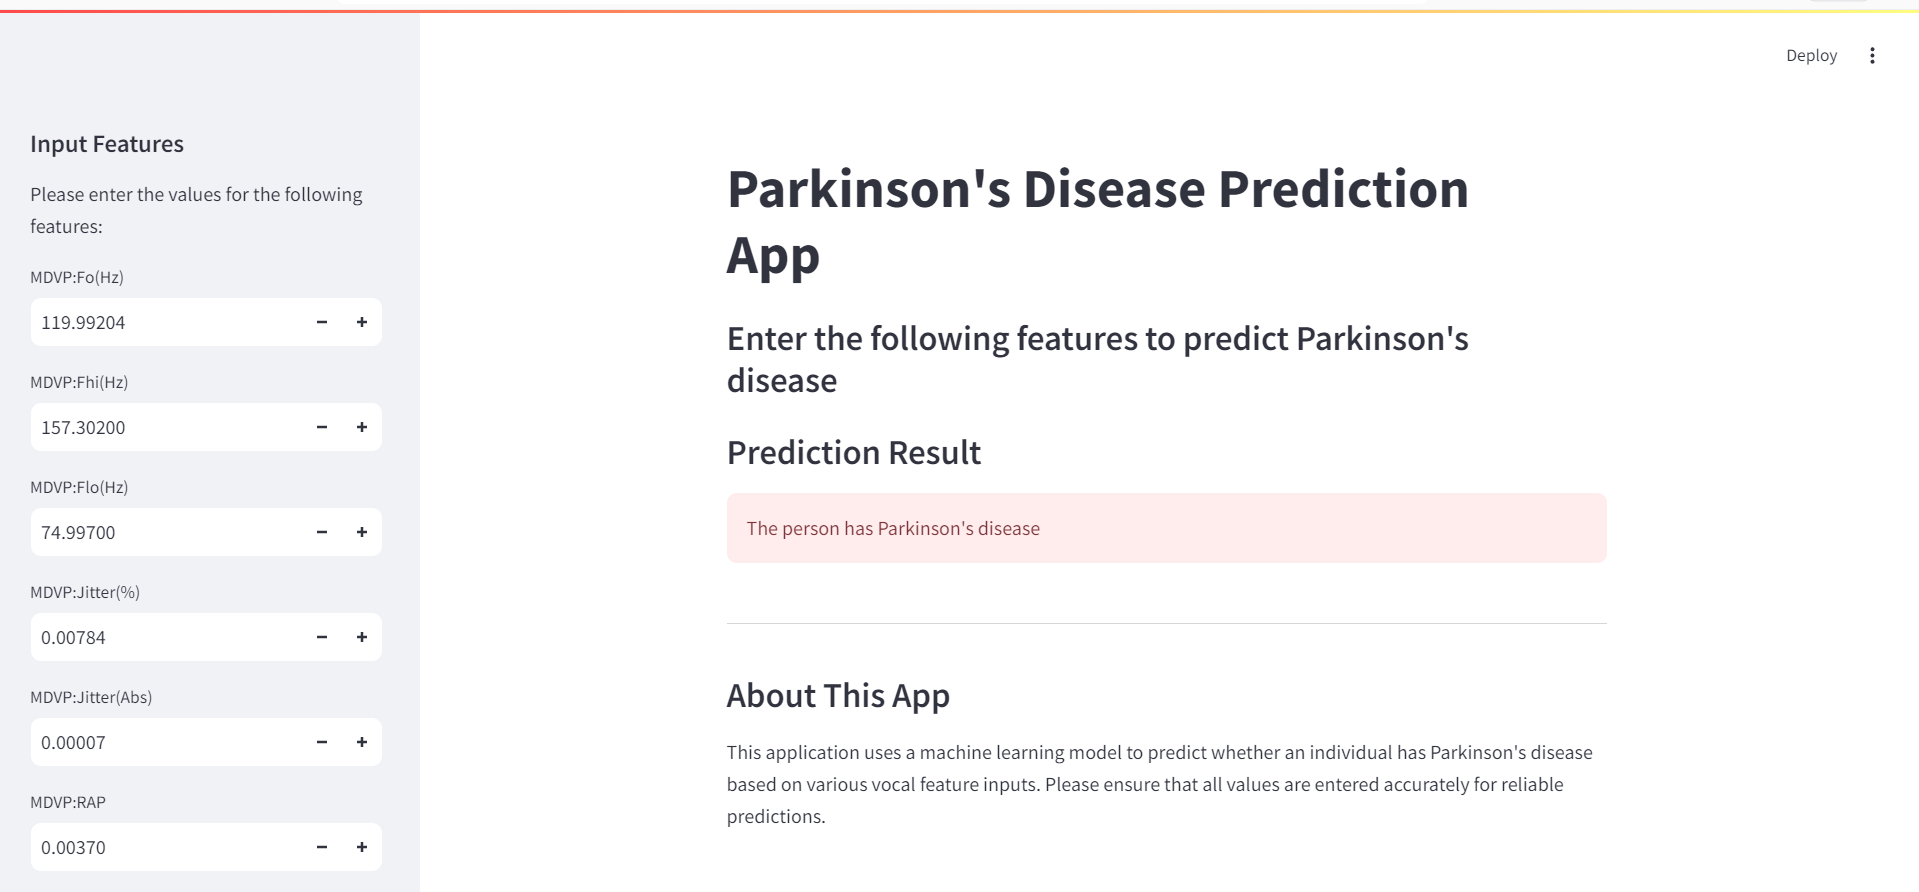 Deploy
Input Features
Please enter the values for the following
features:
MDVP:Fo(Hz)
119.99204
MDVP:Fhi(Hz)
157.30200
MDVP:Flo(Hz)
74.99700
MDVP:Jitter(%)
0.00784
MDVP:Jitter(Abs)
0.00007
MDVP:RAP
0.00370
Parkinson's Disease Prediction
App
Enter the following features to predict Parkinson's
disease
Prediction Result
The person has Parkinson's disease
About This App
This application uses a machine learning model to predict whether an individual has Parkinson's disease
based on various vocal feature inputs. Please ensure that all values are entered accurately for reliable
predictions.